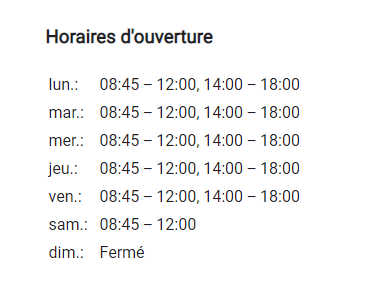 Horaires d'ouverture
lun.: 08:45 – 12:00, 14:00 – 18:00
mar.: 08:45 – 12:00, 14:00 – 18:00
mer.: 08:45 – 12:00, 14:00 – 18:00
jeu.: 08:45 – 12:00, 14:00 – 18:00
ven.: 08:45 – 12:00, 14:00 – 18:00
sam.: 08:45 – 12:00
dim.: Fermé